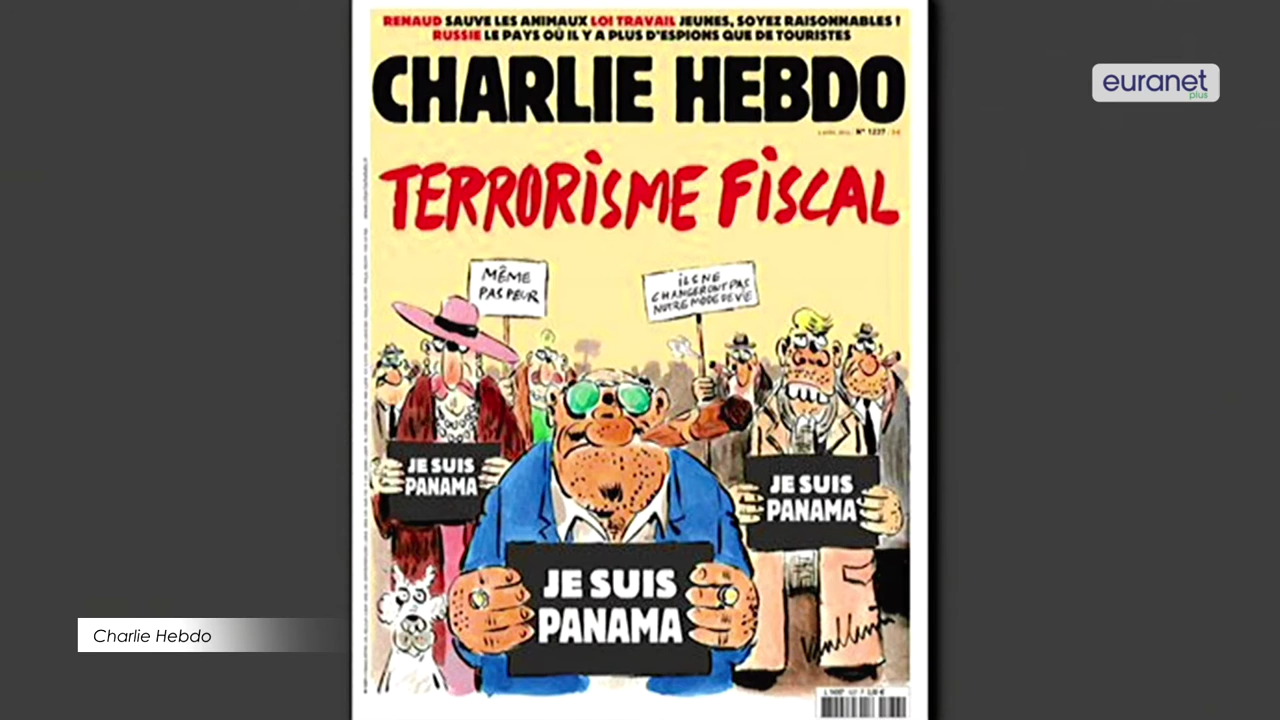 RENAUD SAUVE LES ANIMAUX LOI TRAVAIL JEUNES, SOYEZ RAISONNABLES !
RUSSIE LE PAYS OÙ IL Y A PLUS D'ESPIONS QUE DE TOURISTES
CHARLIE HEBDO
N° 1237
euranet
plus
TERRORISME FISCAL
MÊME
PAS PEUR
ILS NE
CHANGERONT PAS
NOTRE MODE DE VIE
JE SUIS
PANAMA
JE SUIS
PANAMA
JE SUIS
PANAMA
Charlie Hebdo